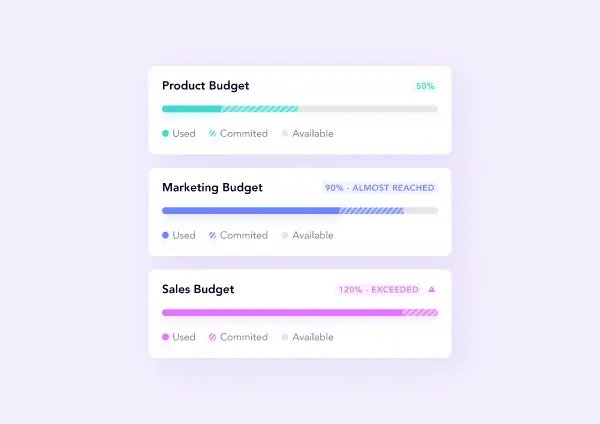 Product Budget 50%
Used Commited Available
Marketing Budget 90% - ALMOST REACHED
Used Commited Available
Sales Budget 120% - EXCEEDED
Used Commited Available